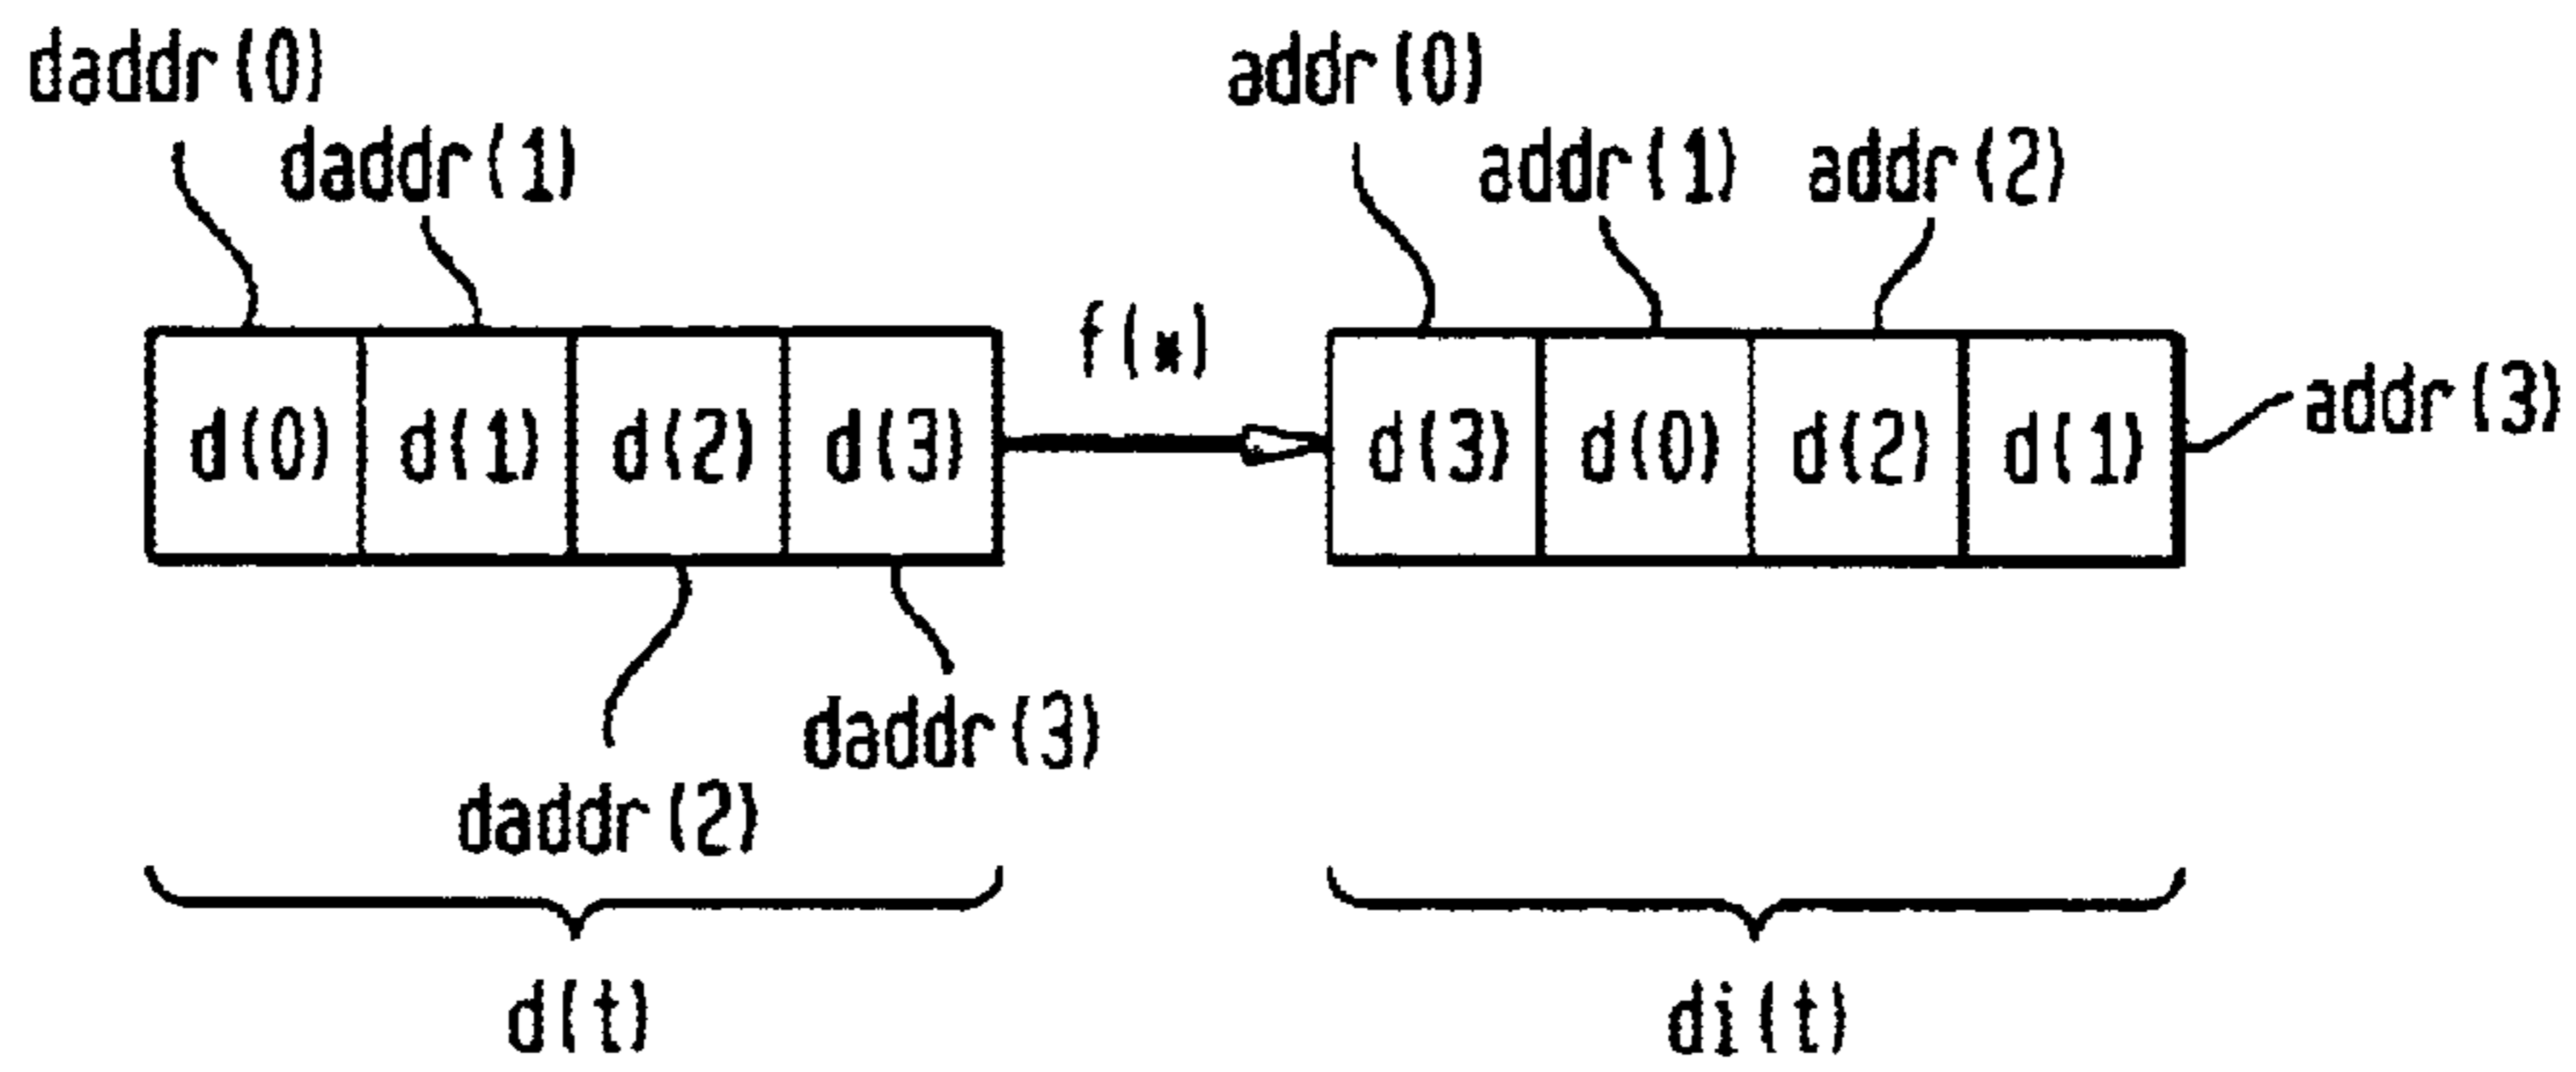 daddr(0)
daddr(1)
addr(0)
addr(1)
addr(2)
f(*)
d(0) d(1) d(2) d(3)
d(3) d(0) d(2) d(1)
addr(3)
daddr(3)
daddr(2)
d(t)
di(t)